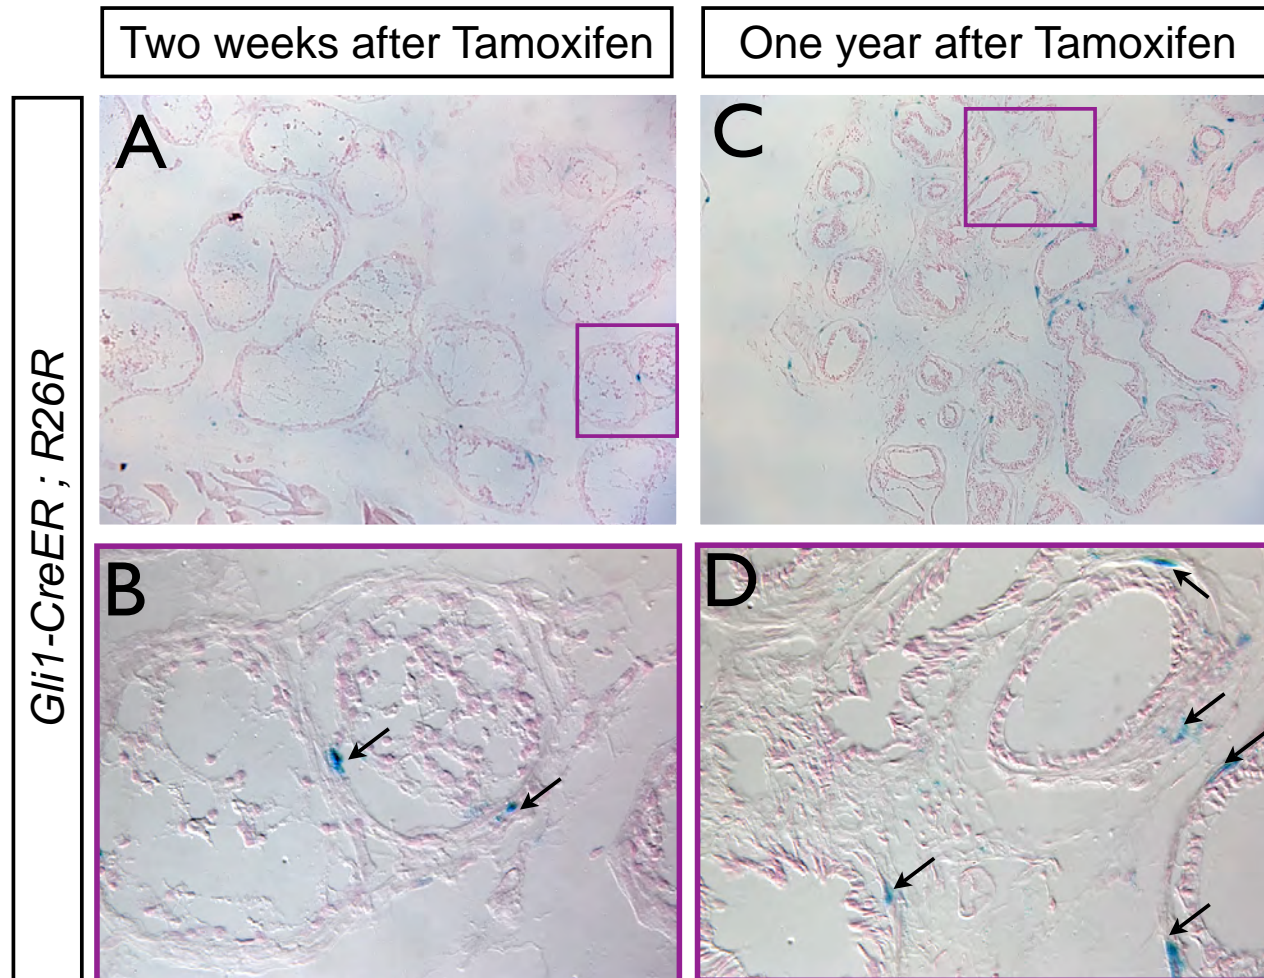 Two weeks after Tamoxifen
One year after Tamoxifen
Gli1-CreER ; R26R
A
C
B
D